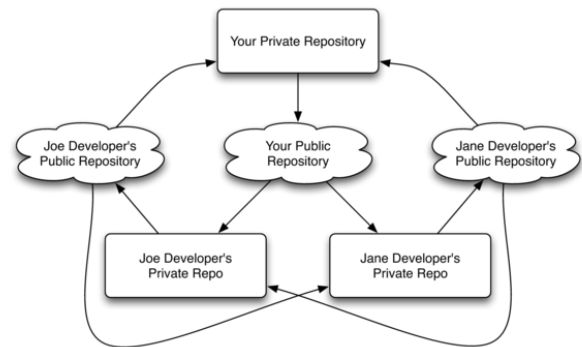 Your Private Repository
Joe Developer's
Public Repository
Your Public
Repository
Jane Developer's
Public Repository
Joe Developer's
Private Repo
Jane Developer's
Private Repo